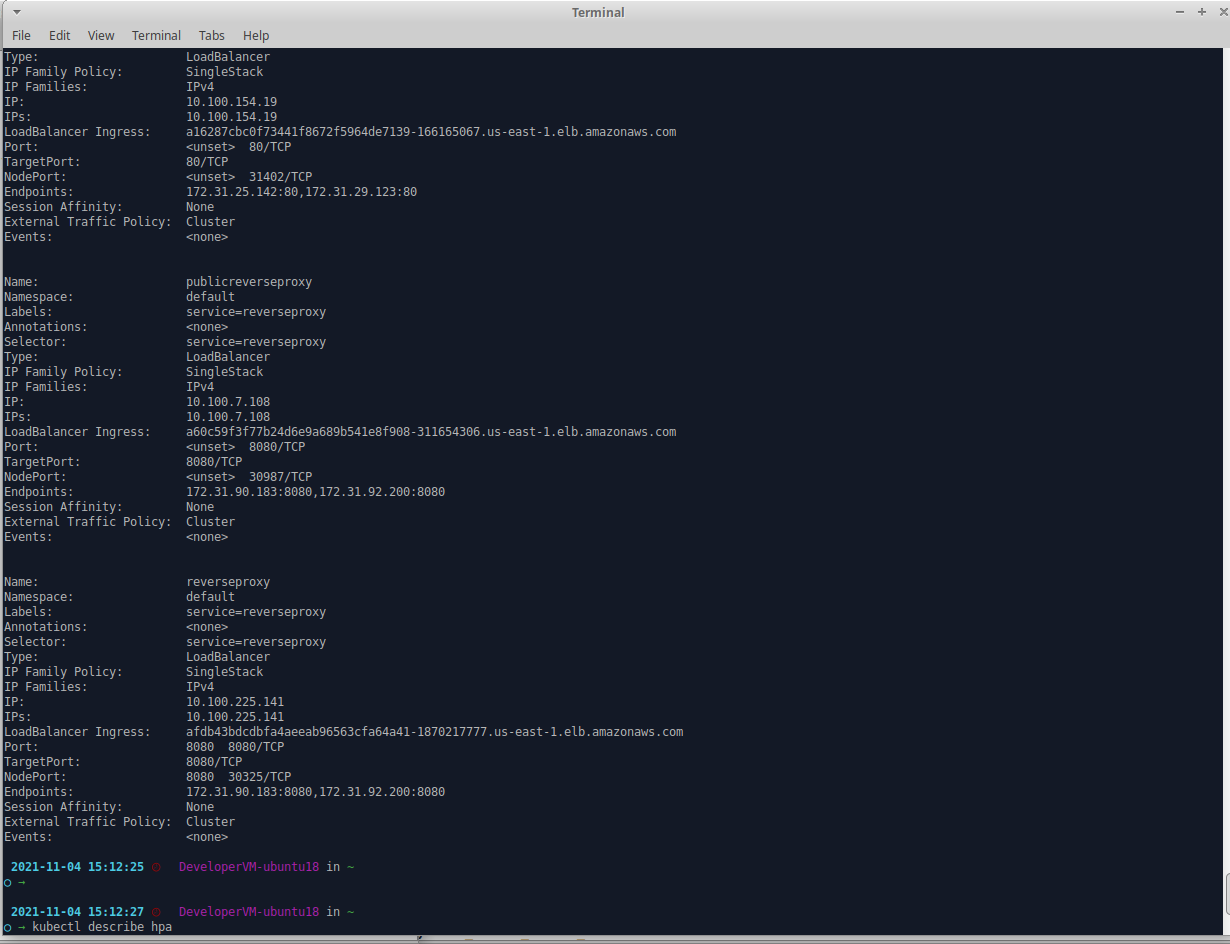 Terminal
File Edit View Terminal Tabs Help
Type: LoadBalancer
IP Family Policy: SingleStack
IP Families: IPv4
IP: 10.100.154.19
IPs: 10.100.154.19
LoadBalancer Ingress: a16287cbc0f73441f8672f5964de7139-166165067.us-east-1.elb.amazonaws.com
Port: <unset> 80/TCP
TargetPort: 80/TCP
NodePort: <unset> 31402/TCP
Endpoints: 172.31.25.142:80,172.31.29.123:80
Session Affinity: None
External Traffic Policy: Cluster
Events: <none>
Name: publicreverseproxy
Namespace: default
Labels: service=reverseproxy
Annotations: <none>
Selector: service=reverseproxy
Type: LoadBalancer
IP Family Policy: SingleStack
IP Families: IPv4
IP: 10.100.7.108
IPs: 10.100.7.108
LoadBalancer Ingress: a60c59f3f77b24d6e9a689b541e8f908-311654306.us-east-1.elb.amazonaws.com
Port: <unset> 8080/TCP
TargetPort: 8080/TCP
NodePort: <unset> 30987/TCP
Endpoints: 172.31.90.183:8080,172.31.92.200:8080
Session Affinity: None
External Traffic Policy: Cluster
Events: <none>
Name: reverseproxy
Namespace: default
Labels: service=reverseproxy
Annotations: <none>
Selector: service=reverseproxy
Type: LoadBalancer
IP Family Policy: SingleStack
IP Families: IPv4
IP: 10.100.225.141
IPs: 10.100.225.141
LoadBalancer Ingress: afdb43bdcdbfa4aeeab96563cfa64a41-1870217777.us-east-1.elb.amazonaws.com
Port: 8080 8080/TCP
TargetPort: 8080/TCP
NodePort: 8080 30325/TCP
Endpoints: 172.31.90.183:8080,172.31.92.200:8080
Session Affinity: None
External Traffic Policy: Cluster
Events: <none>
2021-11-04 15:12:25 DeveloperVM-ubuntu18 in ~
○ →
2021-11-04 15:12:27 DeveloperVM-ubuntu18 in ~
○ → kubectl describe hpa